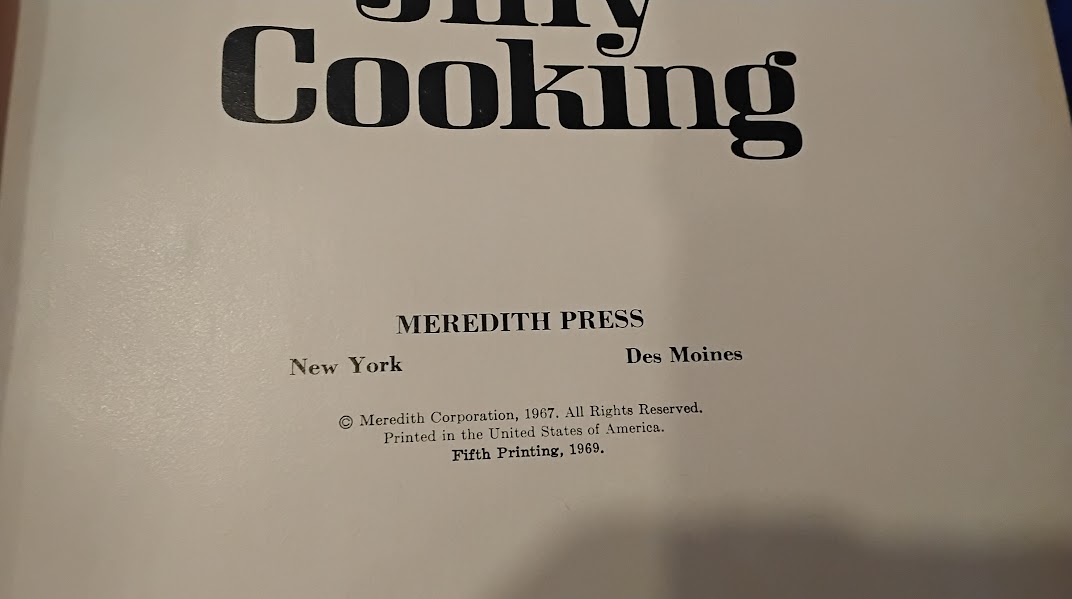 Jiffy
Cooking
MEREDITH PRESS
New York Des Moines
© Meredith Corporation, 1967. All Rights Reserved.
Printed in the United States of America.
Fifth Printing, 1969.